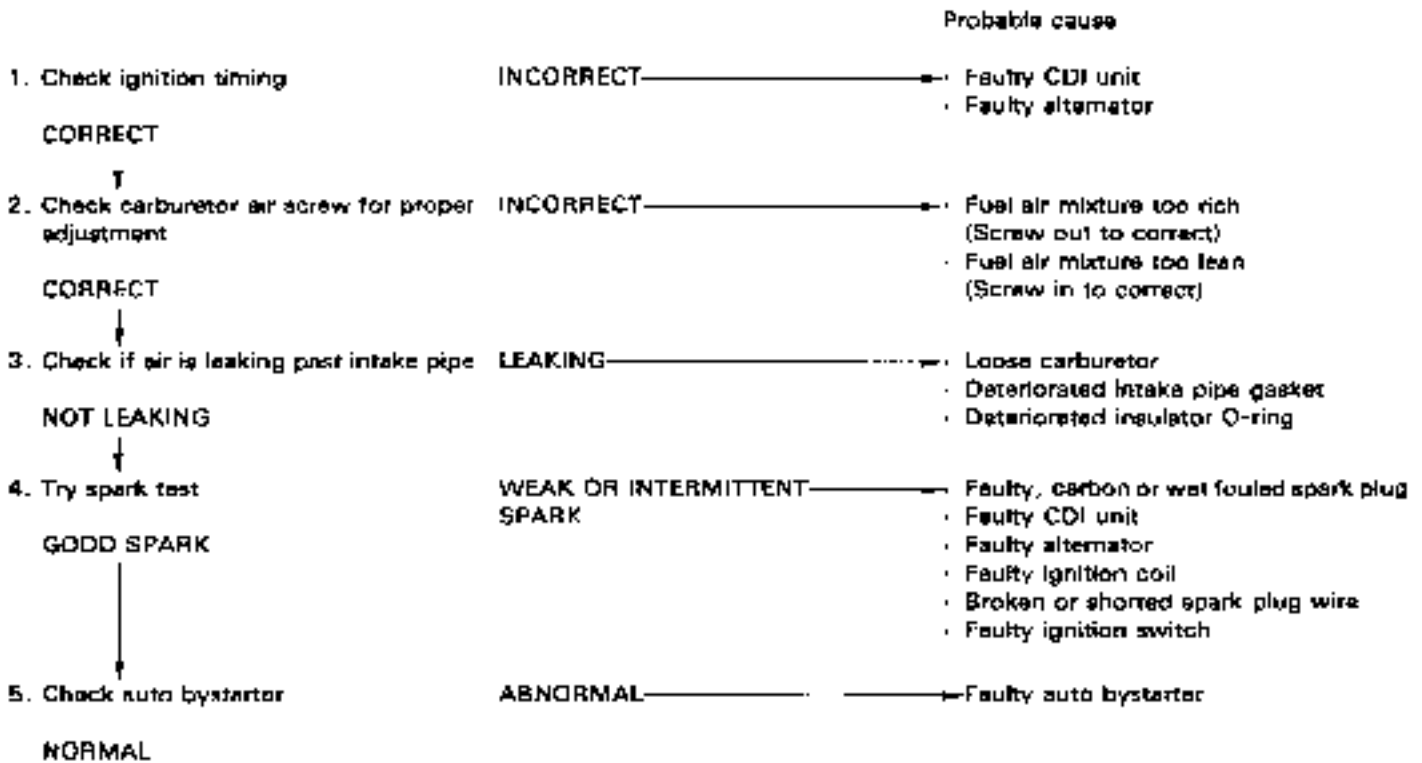 Probable cause
1. Check ignition timing INCORRECT · Faulty CDI unit
· Faulty alternator
CORRECT
2. Check carburetor air screw for proper INCORRECT · Fuel air mixture too rich
adjustment (Screw out to correct)
· Fuel air mixture too lean
CORRECT (Screw in to correct)
3. Check if air is leaking past intake pipe LEAKING · Loose carburetor
· Deteriorated intake pipe gasket
NOT LEAKING · Deteriorated insulator O-ring
4. Try spark test WEAK OR INTERMITTENT · Faulty, carbon or wet fouled spark plug
SPARK · Faulty CDI unit
GOOD SPARK · Faulty alternator
· Faulty ignition coil
· Broken or shorted spark plug wire
· Faulty ignition switch
5. Check auto bystarter ABNORMAL Faulty auto bystarter
NORMAL